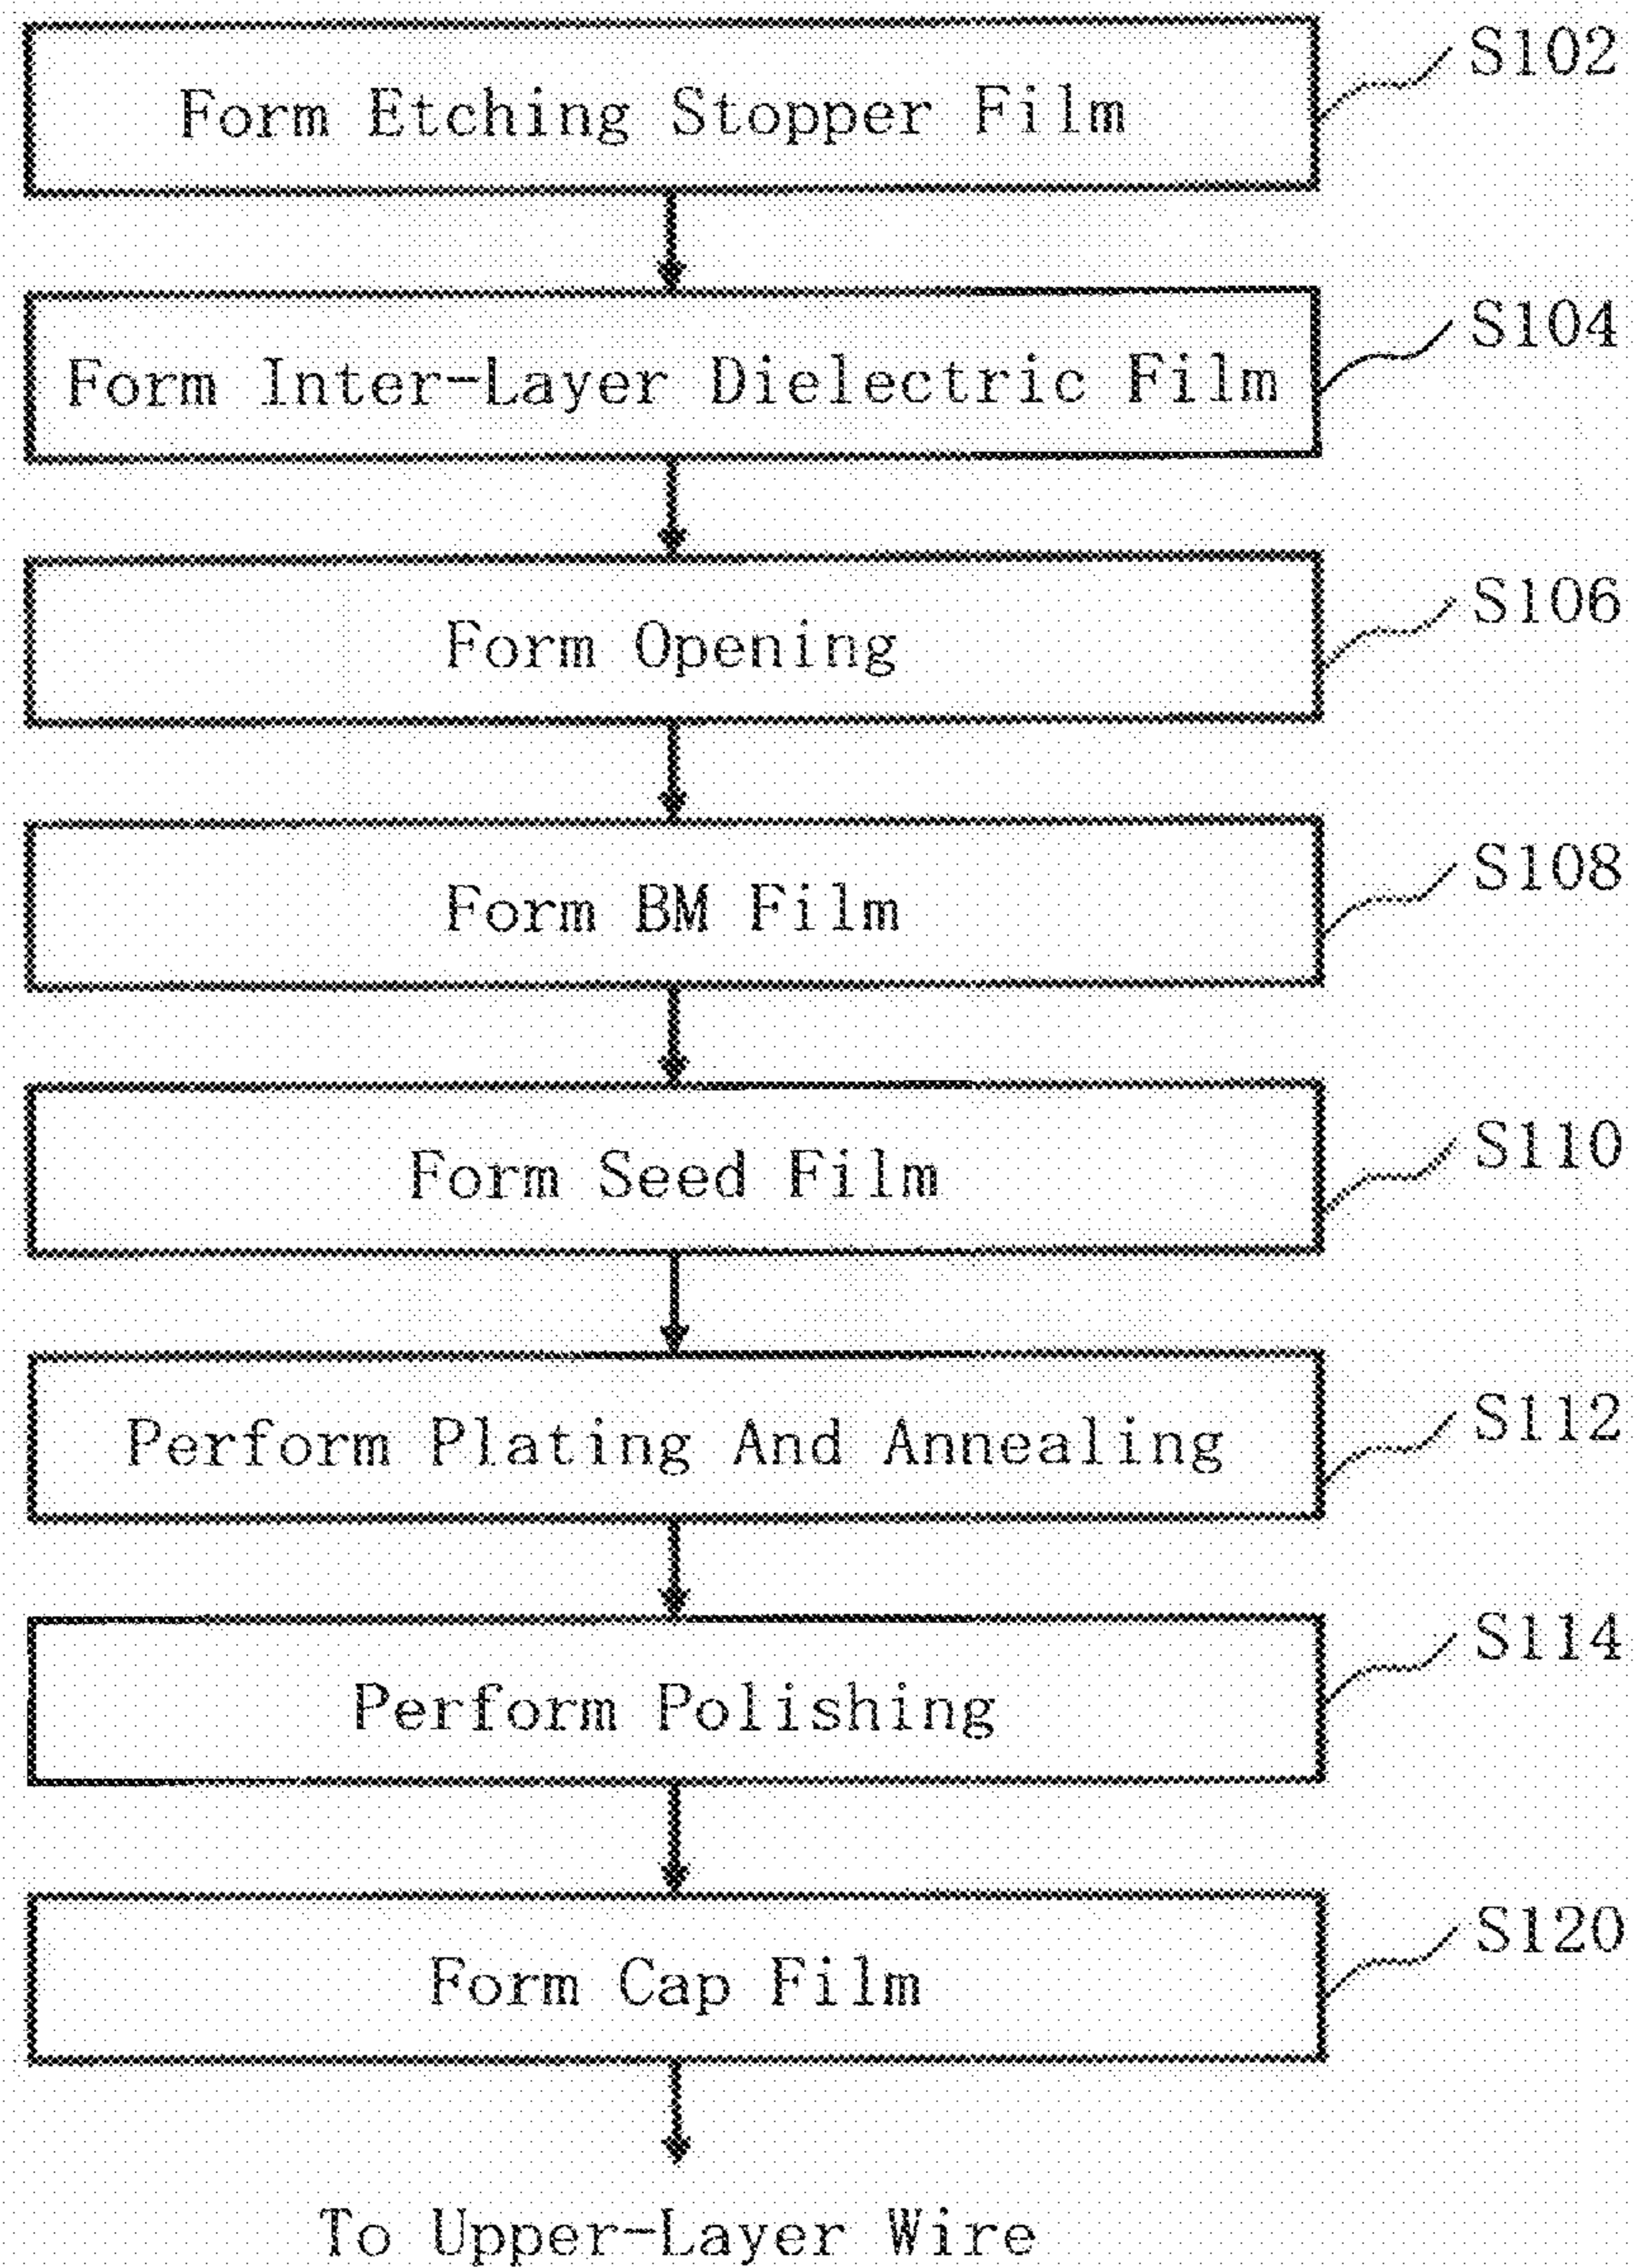 Form Etching Stopper Film
S102
Form Inter-Layer Dielectric Film
S104
Form Opening
S106
Form BM Film
S108
Form Seed Film
S110
Perform Plating And Annealing
S112
Perform Polishing
S114
Form Cap Film
S120
To Upper-Layer Wire